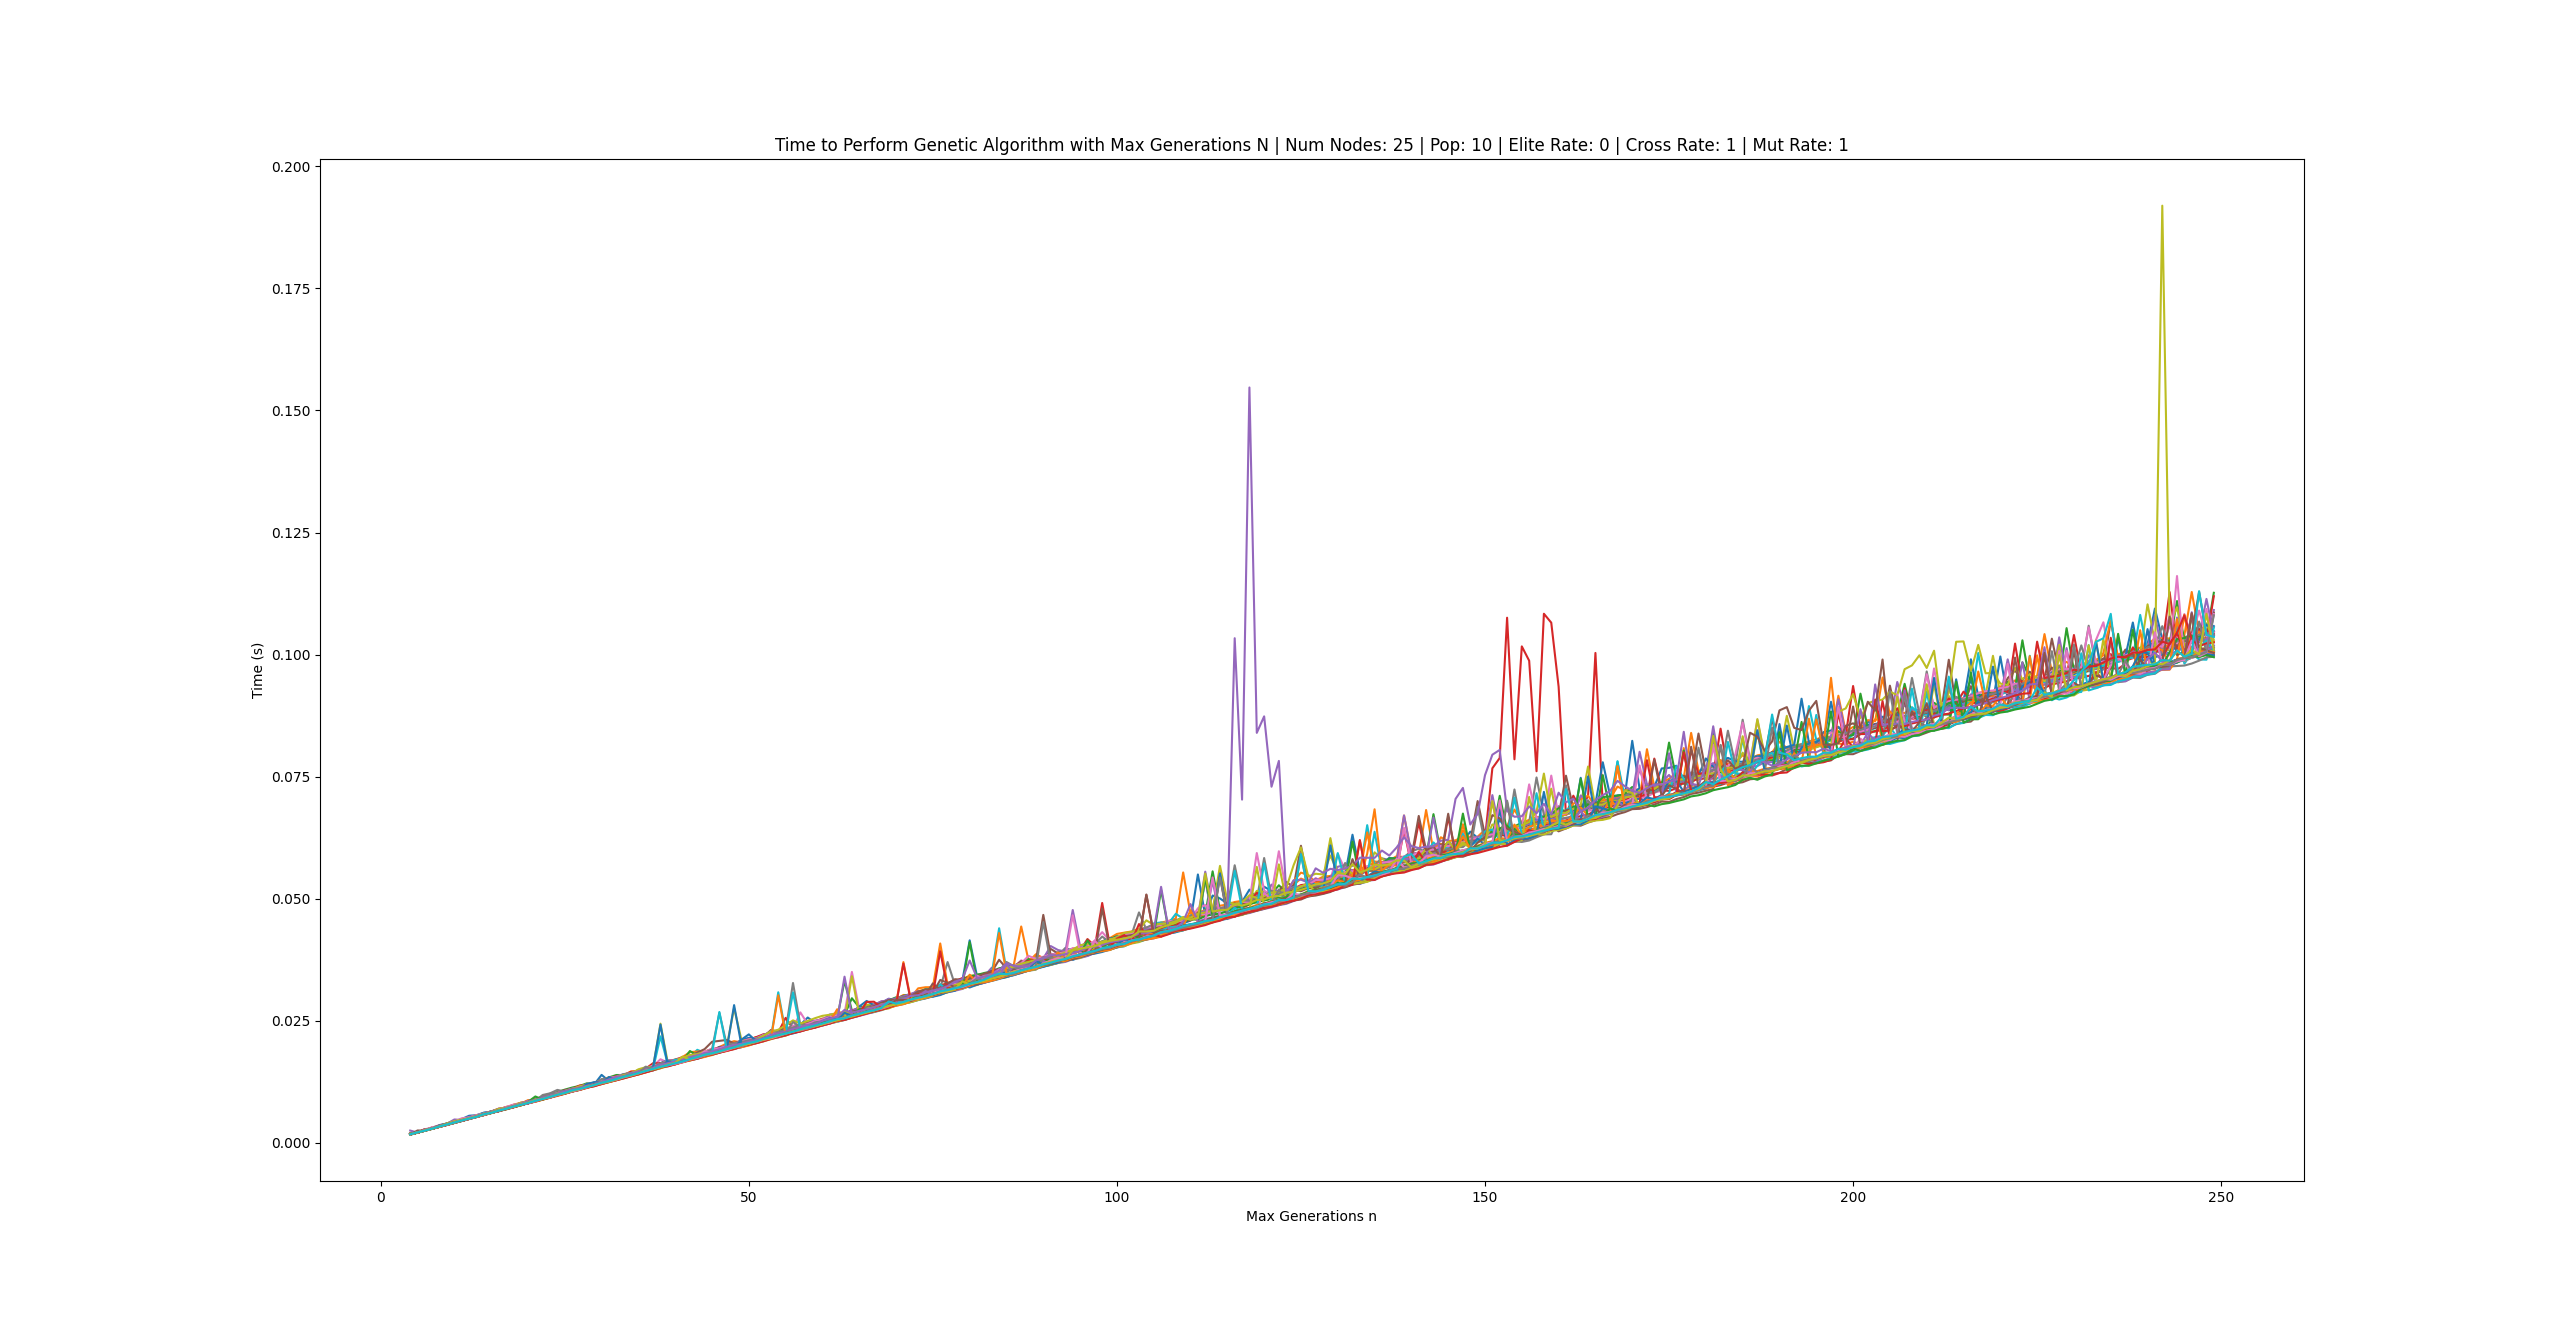 Time to Perform Genetic Algorithm with Max Generations N | Num Nodes: 25 | Pop: 10 | Elite Rate: 0 | Cross Rate: 1 | Mut Rate: 1
0.200
0.175
0.150
0.125
0.100
0.075
0.050
0.025
0.000
Time (s)
0 50 100 150 200 250
Max Generations n